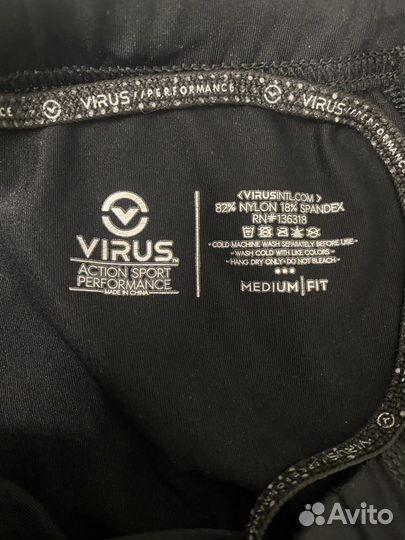 VIRUS//PERFORMANCE
VIRUS
VIRUS™
ACTION SPORT
PERFORMANCE
MADE IN CHINA
<VIRUSINTL.COM>
82% NYLON 18% SPANDEX
RN#136318
-COLD MACHINE WASH SEPARATELY BEFORE USE-
-WASH COLD WITH LIKE COLORS-
-HANG DRY ONLY• DO NOT BLEACH-
MEDIUM|FIT
Avito